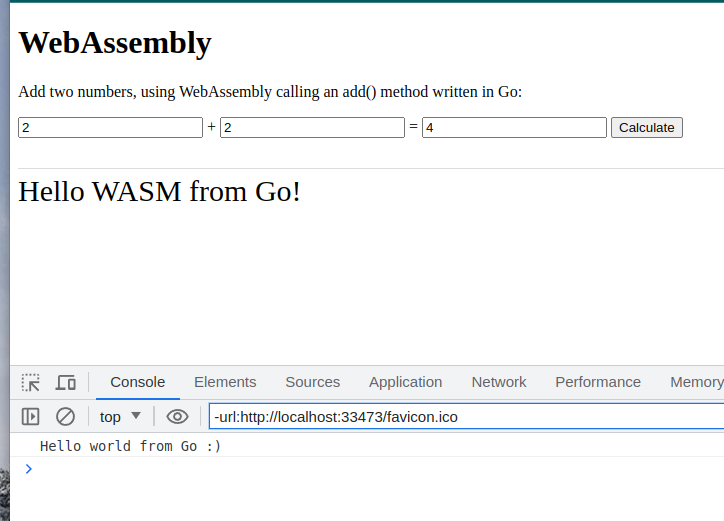 WebAssembly
Add two numbers, using WebAssembly calling an add() method written in Go:
2 + 2 = 4 Calculate
Hello WASM from Go!
Console Elements Sources Application Network Performance Memory
top -url:http://localhost:33473/favicon.ico
Hello world from Go :)
>